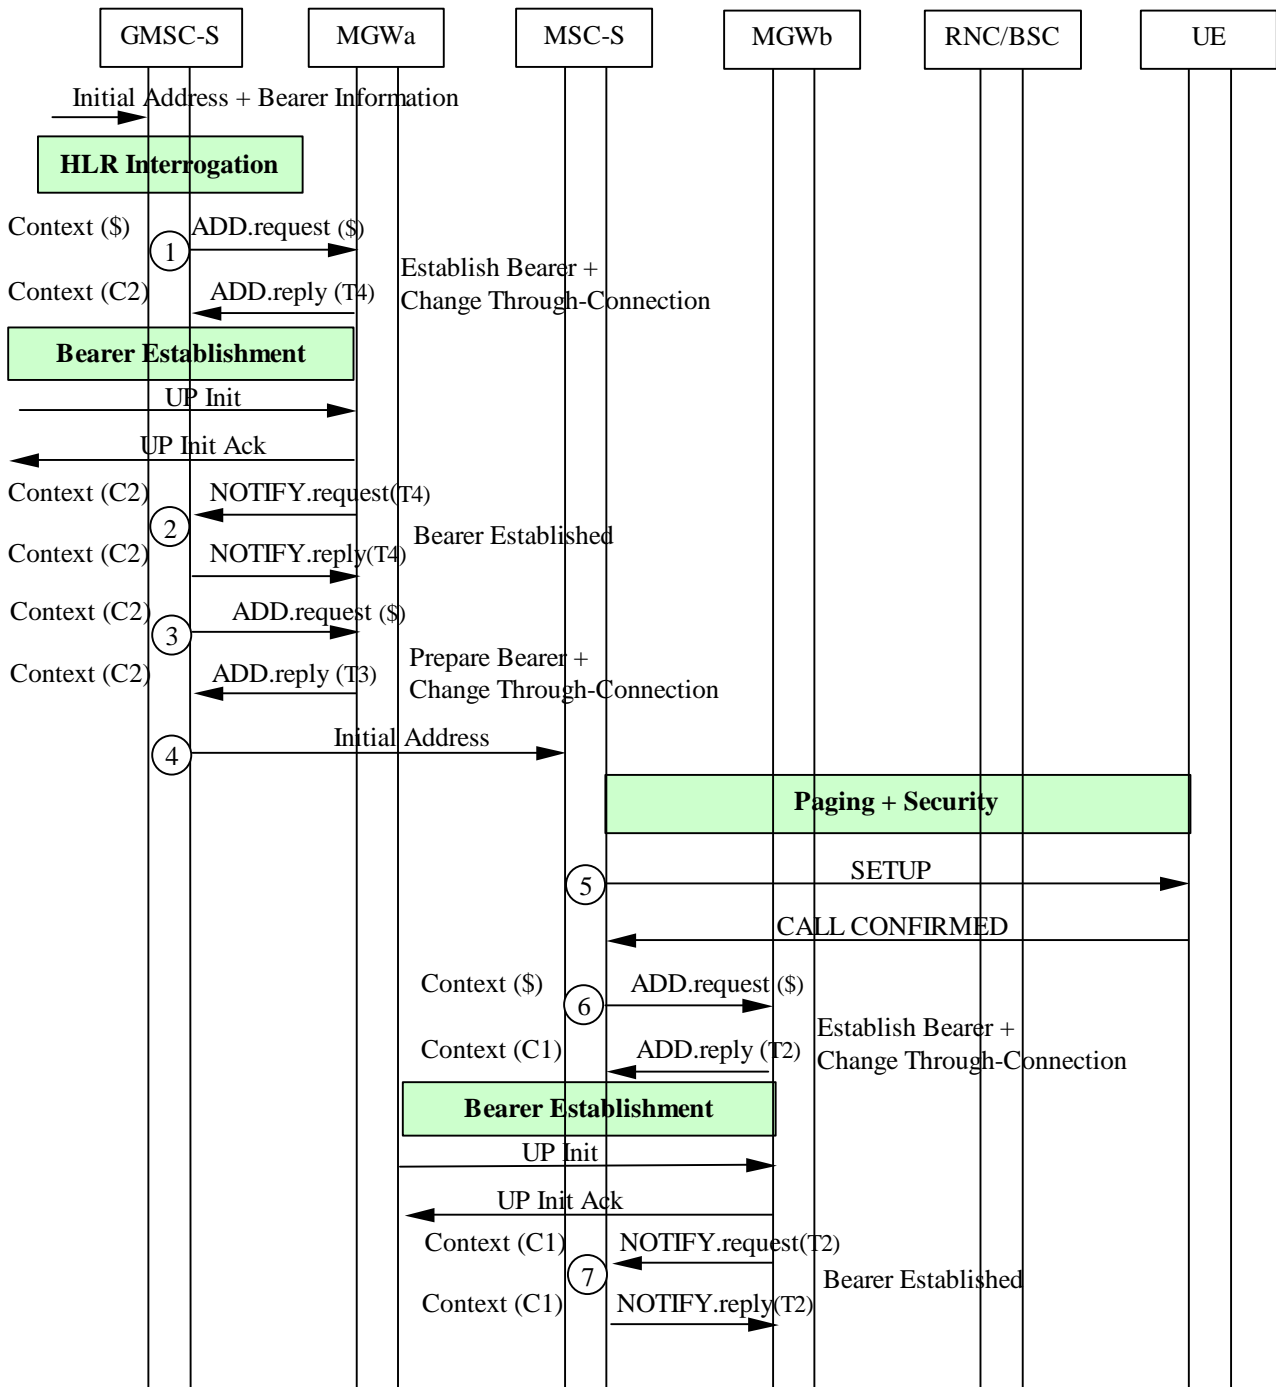 GMSC-S MGWa MSC-S MGWb RNC/BSC UE
Initial Address + Bearer Information
HLR Interrogation
Context ($) ADD.request ($)
1
Establish Bearer +
Context (C2) ADD.reply (T4)
Change Through-Connection
Bearer Establishment
UP Init
UP Init Ack
Context (C2) NOTIFY.request(T4)
2
Bearer Established
Context (C2) NOTIFY.reply(T4)
Context (C2) ADD.request ($)
3
Prepare Bearer +
Context (C2) ADD.reply (T3)
Change Through-Connection
Initial Address
4
Paging + Security
SETUP
5
CALL CONFIRMED
Context ($) ADD.request ($)
6
Establish Bearer +
Context (C1) ADD.reply (T2)
Change Through-Connection
Bearer Establishment
UP Init
UP Init Ack
Context (C1) NOTIFY.request(T2)
7
Bearer Established
Context (C1) NOTIFY.reply(T2)